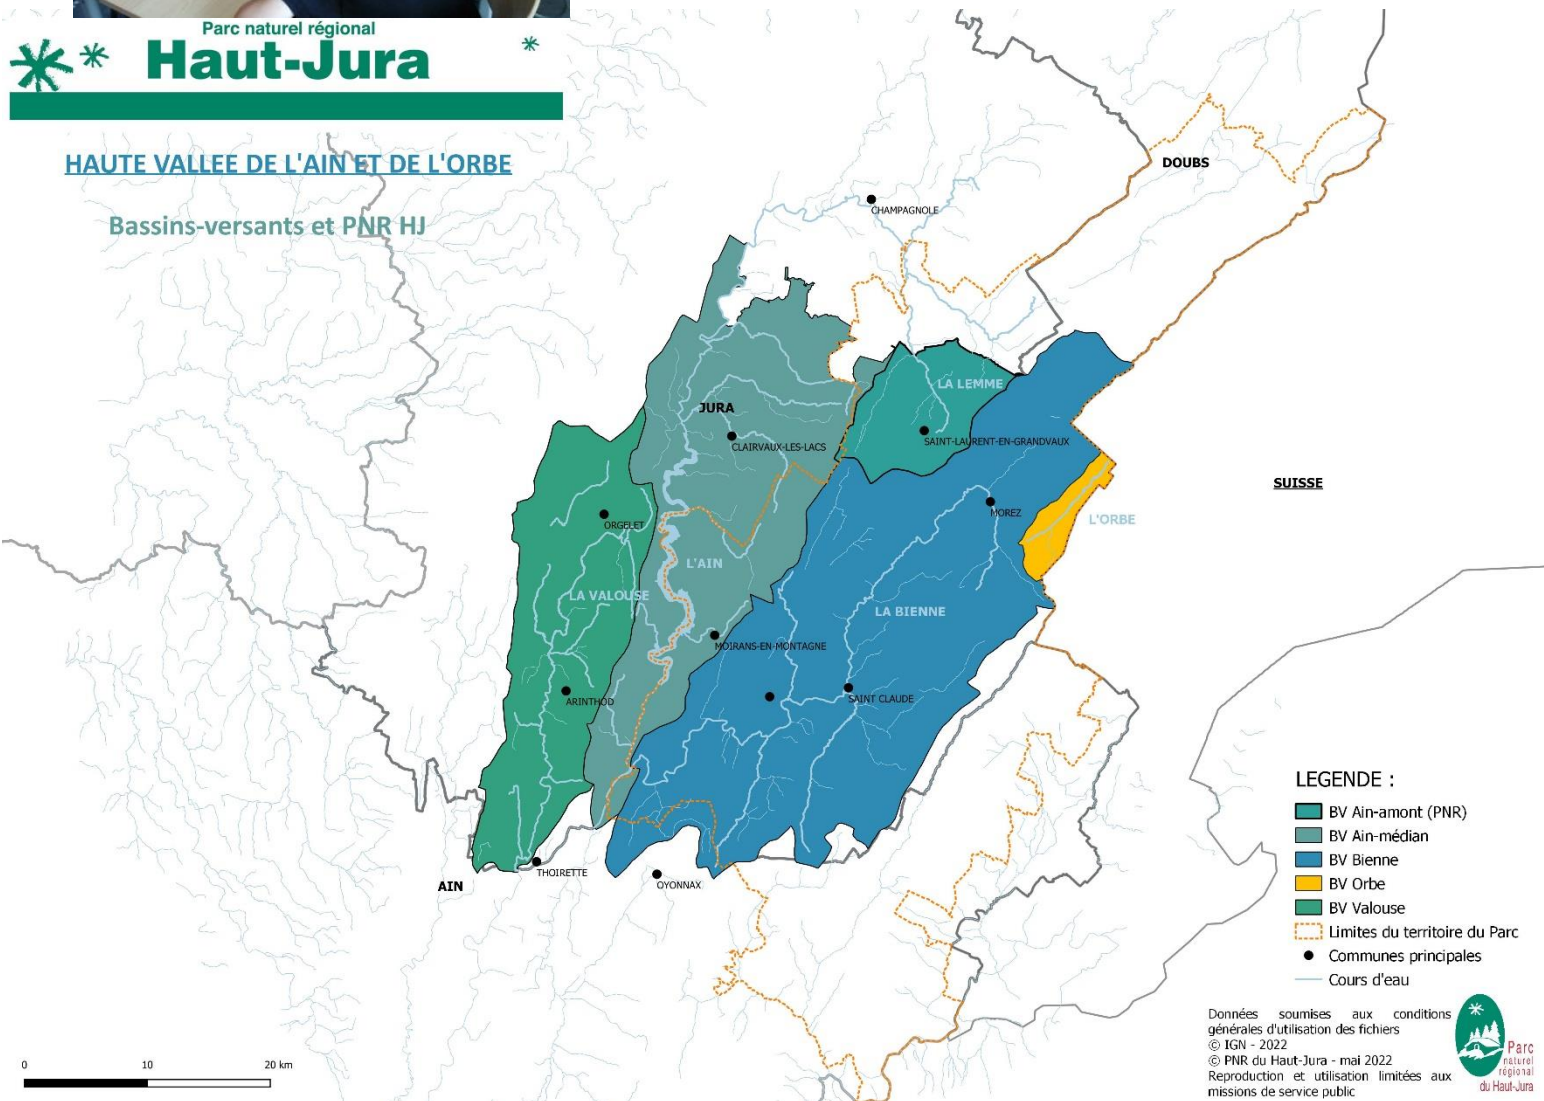 Parc naturel régional
Haut-Jura
HAUTE VALLEE DE L'AIN ET DE L'ORBE
Bassins-versants et PNR HJ
DOUBS
CHAMPAGNOLE
LA LEMME
JURA
SAINT-LAURENT-EN-GRANDVAUX
CLAIRVAUX-LES-LACS
SUISSE
MOREZ
L'ORBE
ORGELET
L'AIN
LA VALOUSE
LA BIENNE
MOIRANS-EN-MONTAGNE
ARINTHOD
SAINT CLAUDE
THOIRETTE
OYONNAX
AIN
LEGENDE :
BV Ain-amont (PNR)
BV Ain-médian
BV Bienne
BV Orbe
BV Valouse
Limites du territoire du Parc
Communes principales
Cours d'eau
Données soumises aux conditions
générales d'utilisation des fichiers
© IGN - 2022
© PNR du Haut-Jura - mai 2022
Reproduction et utilisation limitées aux
missions de service public
Parc
naturel
régional
du Haut-Jura
0 10 20 km